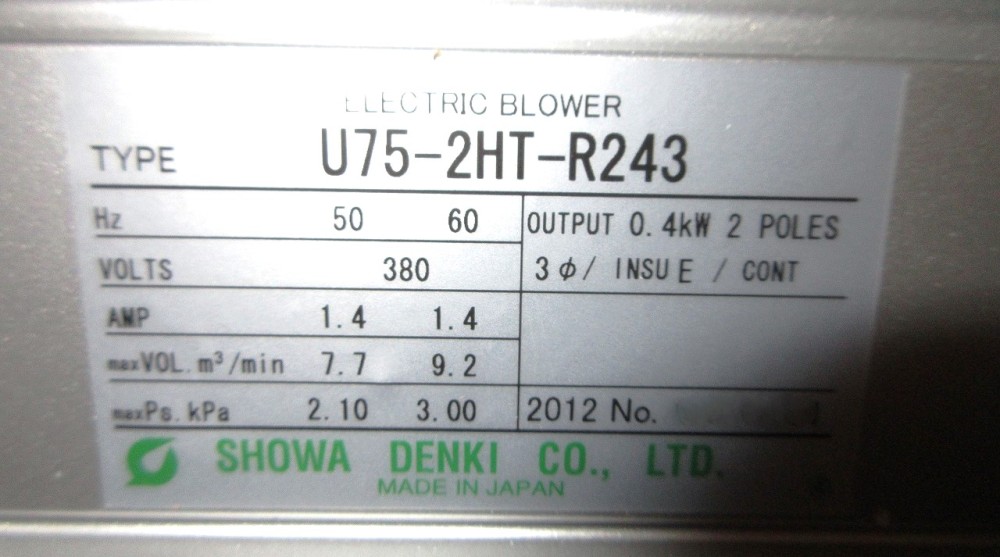 ELECTRIC BLOWER
TYPE U75-2HT-R243
Hz 50 60 OUTPUT 0.4kW 2 POLES
VOLTS 380 3φ/ INSU E / CONT
AMP 1.4 1.4
maxVOL. m³/min 7.7 9.2
maxPs. kPa 2.10 3.00 2012 No.
SHOWA DENKI CO., LTD.
MADE IN JAPAN